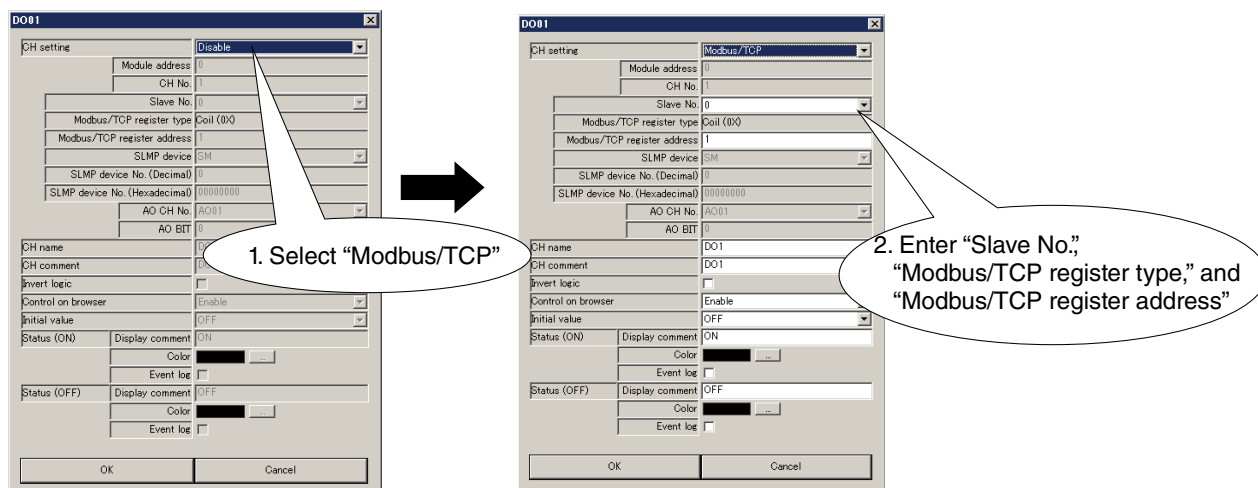 DO01
CH setting Disable
Module address 0
CH No. 1
Slave No. 0
Modbus/TCP register type Coil (0X)
Modbus/TCP register address 1
SLMP device SM
SLMP device No. (Decimal) 0
SLMP device No. (Hexadecimal) 00000000
AO CH No. AO01
AO BIT 0
CH name
CH comment
Invert logic
Control on browser Enable
Initial value OFF
Status (ON) Display comment ON
Color ...
Event log
Status (OFF) Display comment OFF
Color ...
Event log
OK Cancel
1. Select “Modbus/TCP”
DO01
CH setting Modbus/TCP
Module address 0
CH No. 1
Slave No. 0
Modbus/TCP register type Coil (0X)
Modbus/TCP register address 1
SLMP device SM
SLMP device No. (Decimal) 0
SLMP device No. (Hexadecimal) 00000000
AO CH No. AO01
AO BIT 0
CH name DO1
CH comment DO1
Invert logic
Control on browser Enable
Initial value OFF
Status (ON) Display comment ON
Color ...
Event log
Status (OFF) Display comment OFF
Color ...
Event log
OK Cancel
2. Enter “Slave No.,”
“Modbus/TCP register type,” and
“Modbus/TCP register address”